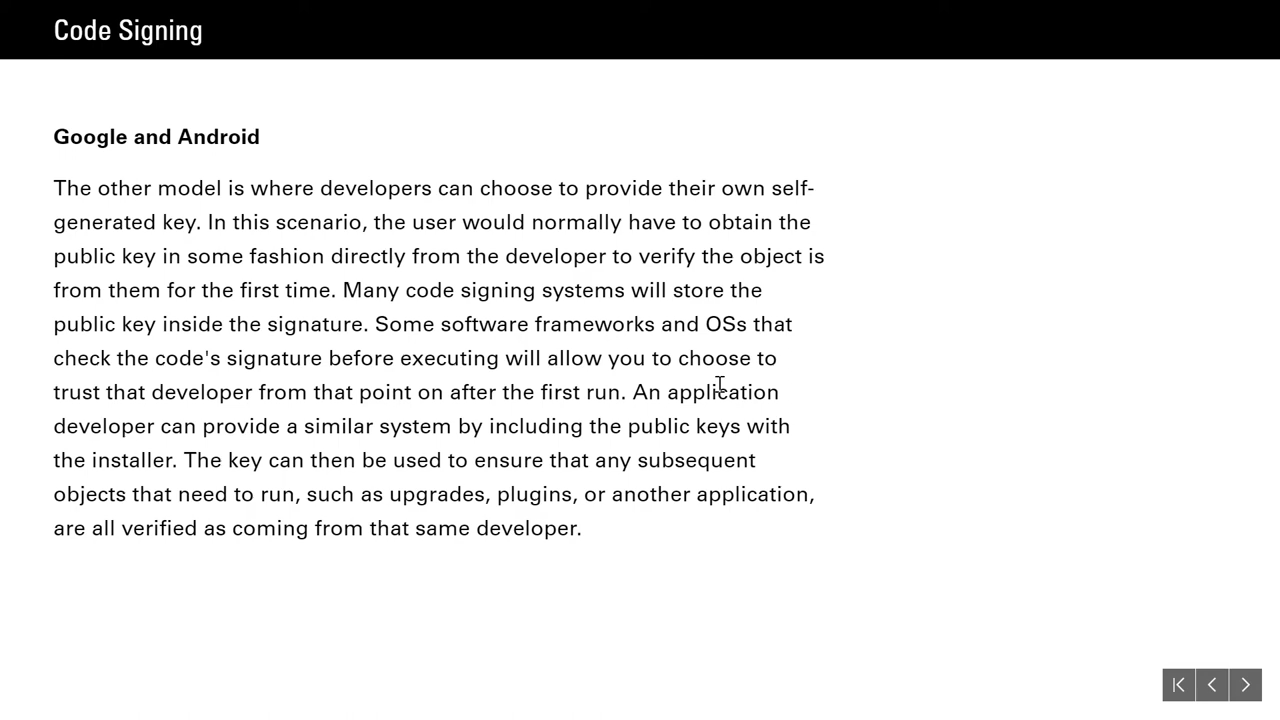 Code Signing
Google and Android
The other model is where developers can choose to provide their own self-
generated key. In this scenario, the user would normally have to obtain the
public key in some fashion directly from the developer to verify the object is
from them for the first time. Many code signing systems will store the
public key inside the signature. Some software frameworks and OSs that
check the code's signature before executing will allow you to choose to
trust that developer from that point on after the first run. An application
developer can provide a similar system by including the public keys with
the installer. The key can then be used to ensure that any subsequent
objects that need to run, such as upgrades, plugins, or another application,
are all verified as coming from that same developer.